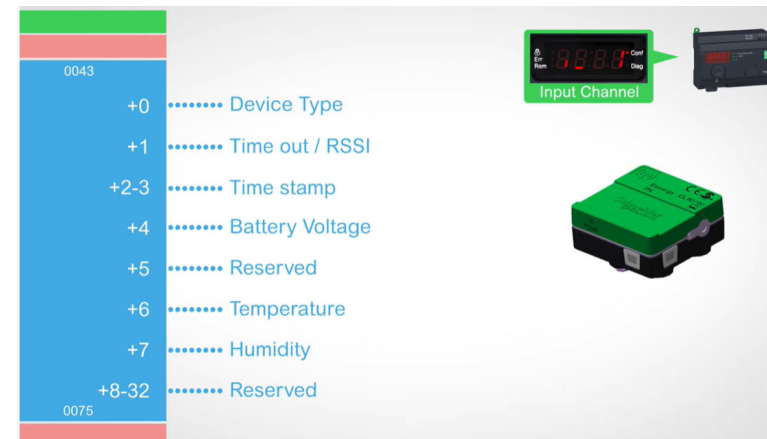 0043
+0 ········ Device Type
+1 ········ Time out / RSSI
+2-3 ········ Time stamp
+4 ········ Battery Voltage
+5 ········ Reserved
+6 ········ Temperature
+7 ········ Humidity
+8-32 ········ Reserved
0075
Conf
Err
Rem
Diag
Input Channel